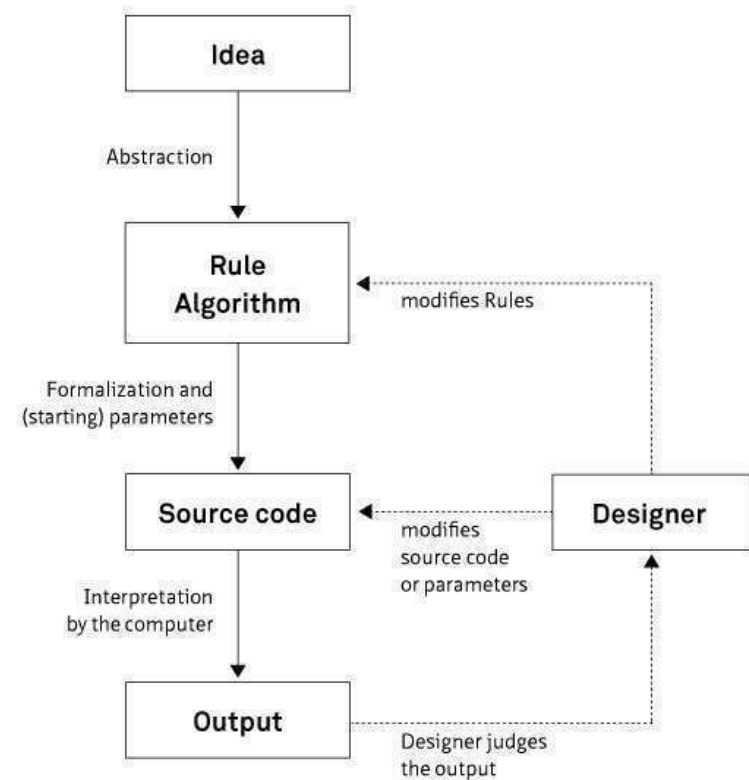 Idea
Abstraction
Rule
Algorithm
modifies Rules
Formalization and
(starting) parameters
Source code
modifies
source code
or parameters
Designer
Interpretation
by the computer
Output
Designer judges
the output